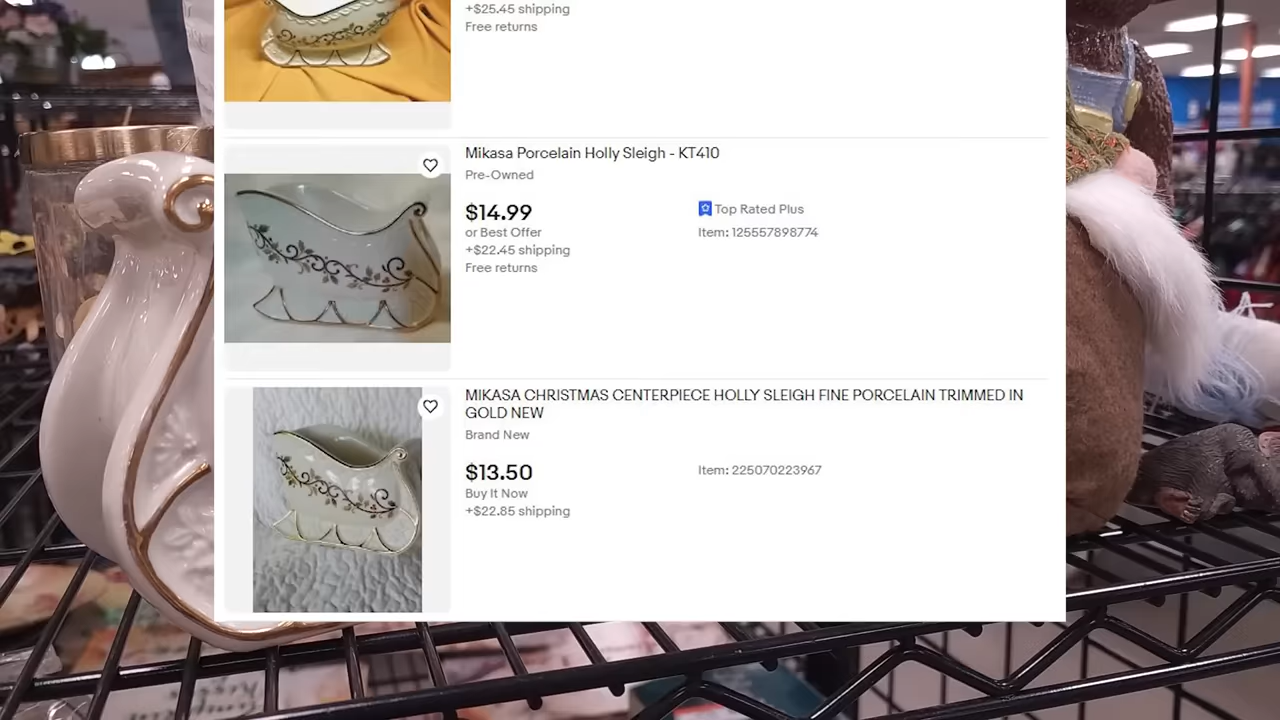 +$25.45 shipping
Free returns
Mikasa Porcelain Holly Sleigh - KT410
Pre-Owned
$14.99
Top Rated Plus
or Best Offer
Item: 125557898774
+$22.45 shipping
Free returns
MIKASA CHRISTMAS CENTERPIECE HOLLY SLEIGH FINE PORCELAIN TRIMMED IN
GOLD NEW
Brand New
$13.50
Item: 225070223967
Buy It Now
+$22.85 shipping